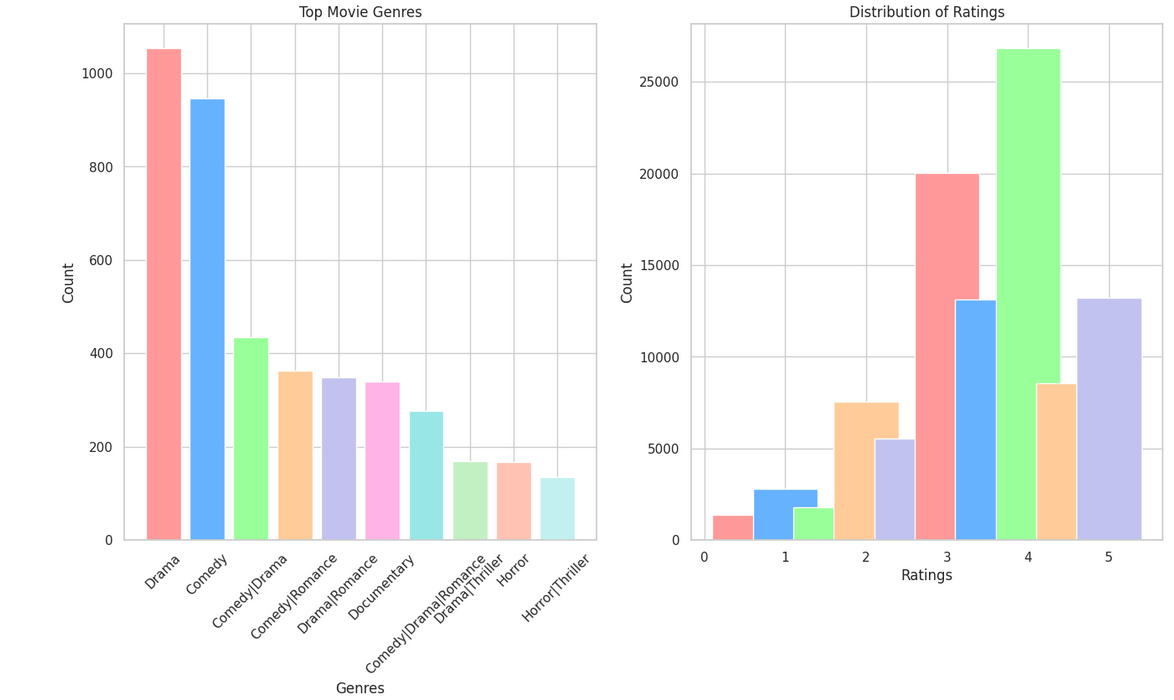 Top Movie Genres
Count
1000
800
600
400
200
0
Drama
Comedy
Comedy|Drama
Comedy|Romance
Drama|Romance
Documentary
Comedy|Drama|Romance
Drama|Thriller
Horror
Horror|Thriller
Genres
Distribution of Ratings
Count
25000
20000
15000
10000
5000
0
0 1 2 3 4 5
Ratings